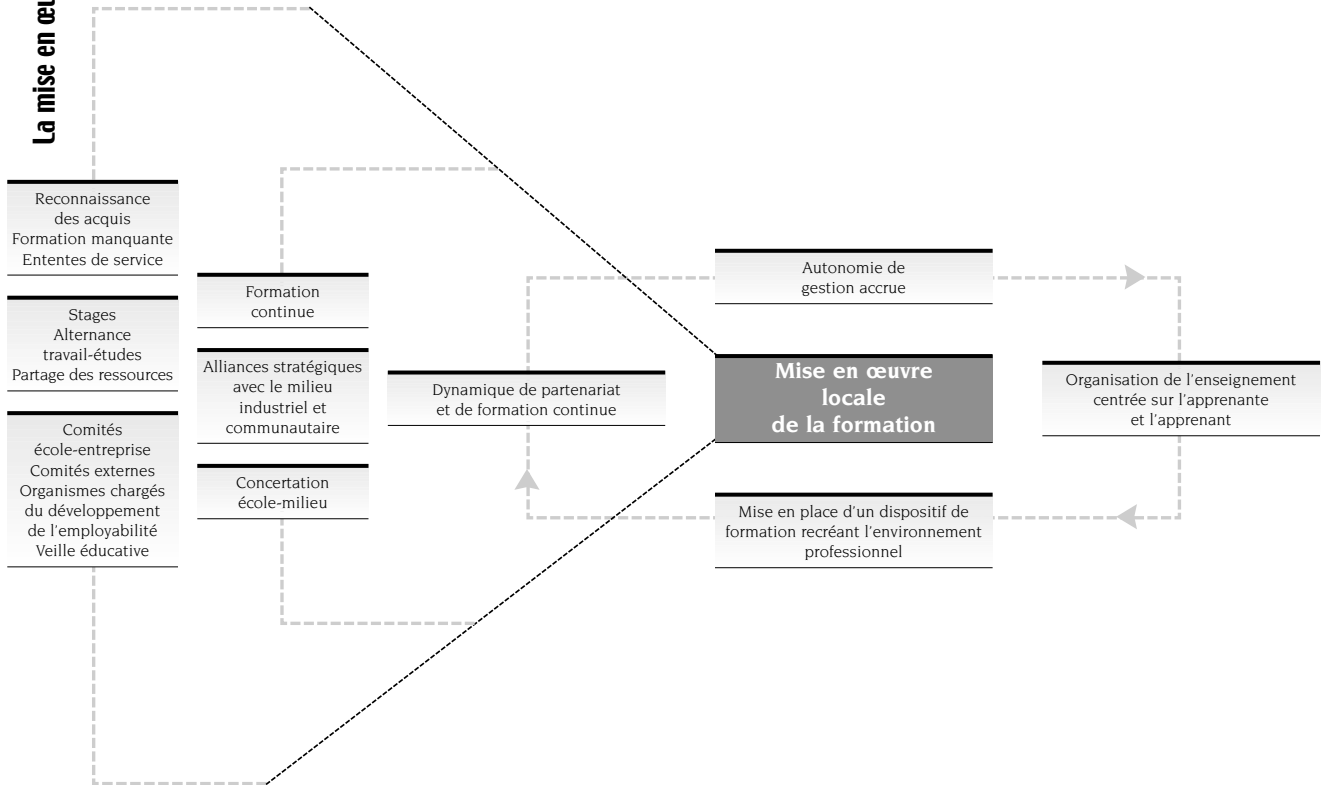 La mise en
Reconnaissance
des acquis
Formation manquante
Ententes de service
Stages
Alternance
travail-études
Partage des ressources
Comités
école-entreprise
Comités externes
Organismes chargés
du développement
de l'employabilité
Veille éducative
Formation
continue
Alliances stratégiques
avec le milieu
industriel et
communautaire
Concertation
école-milieu
Dynamique de partenariat
et de formation continue
Autonomie de
gestion accrue
Mise en œuvre
locale
de la formation
Mise en place d'un dispositif de
formation recréant l'environnement
professionnel
Organisation de l'enseignement
centrée sur l'apprenante
et l'apprenant